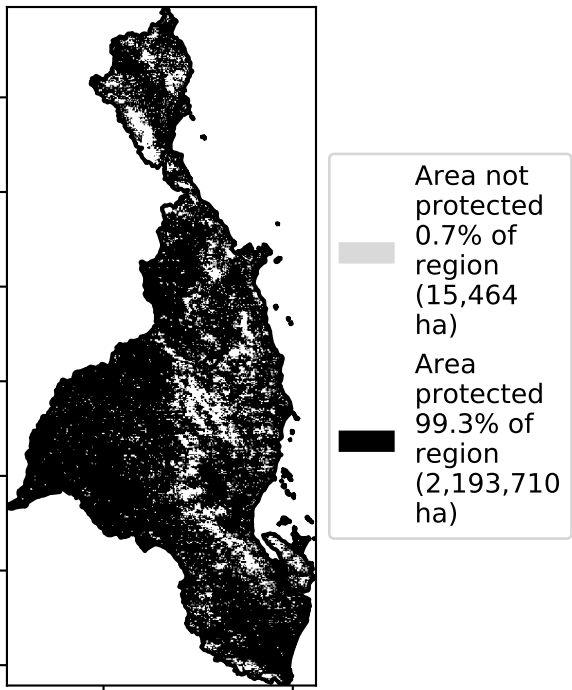 Area not
protected
0.7% of
region
(15,464
ha)
Area
protected
99.3% of
region
(2,193,710
ha)